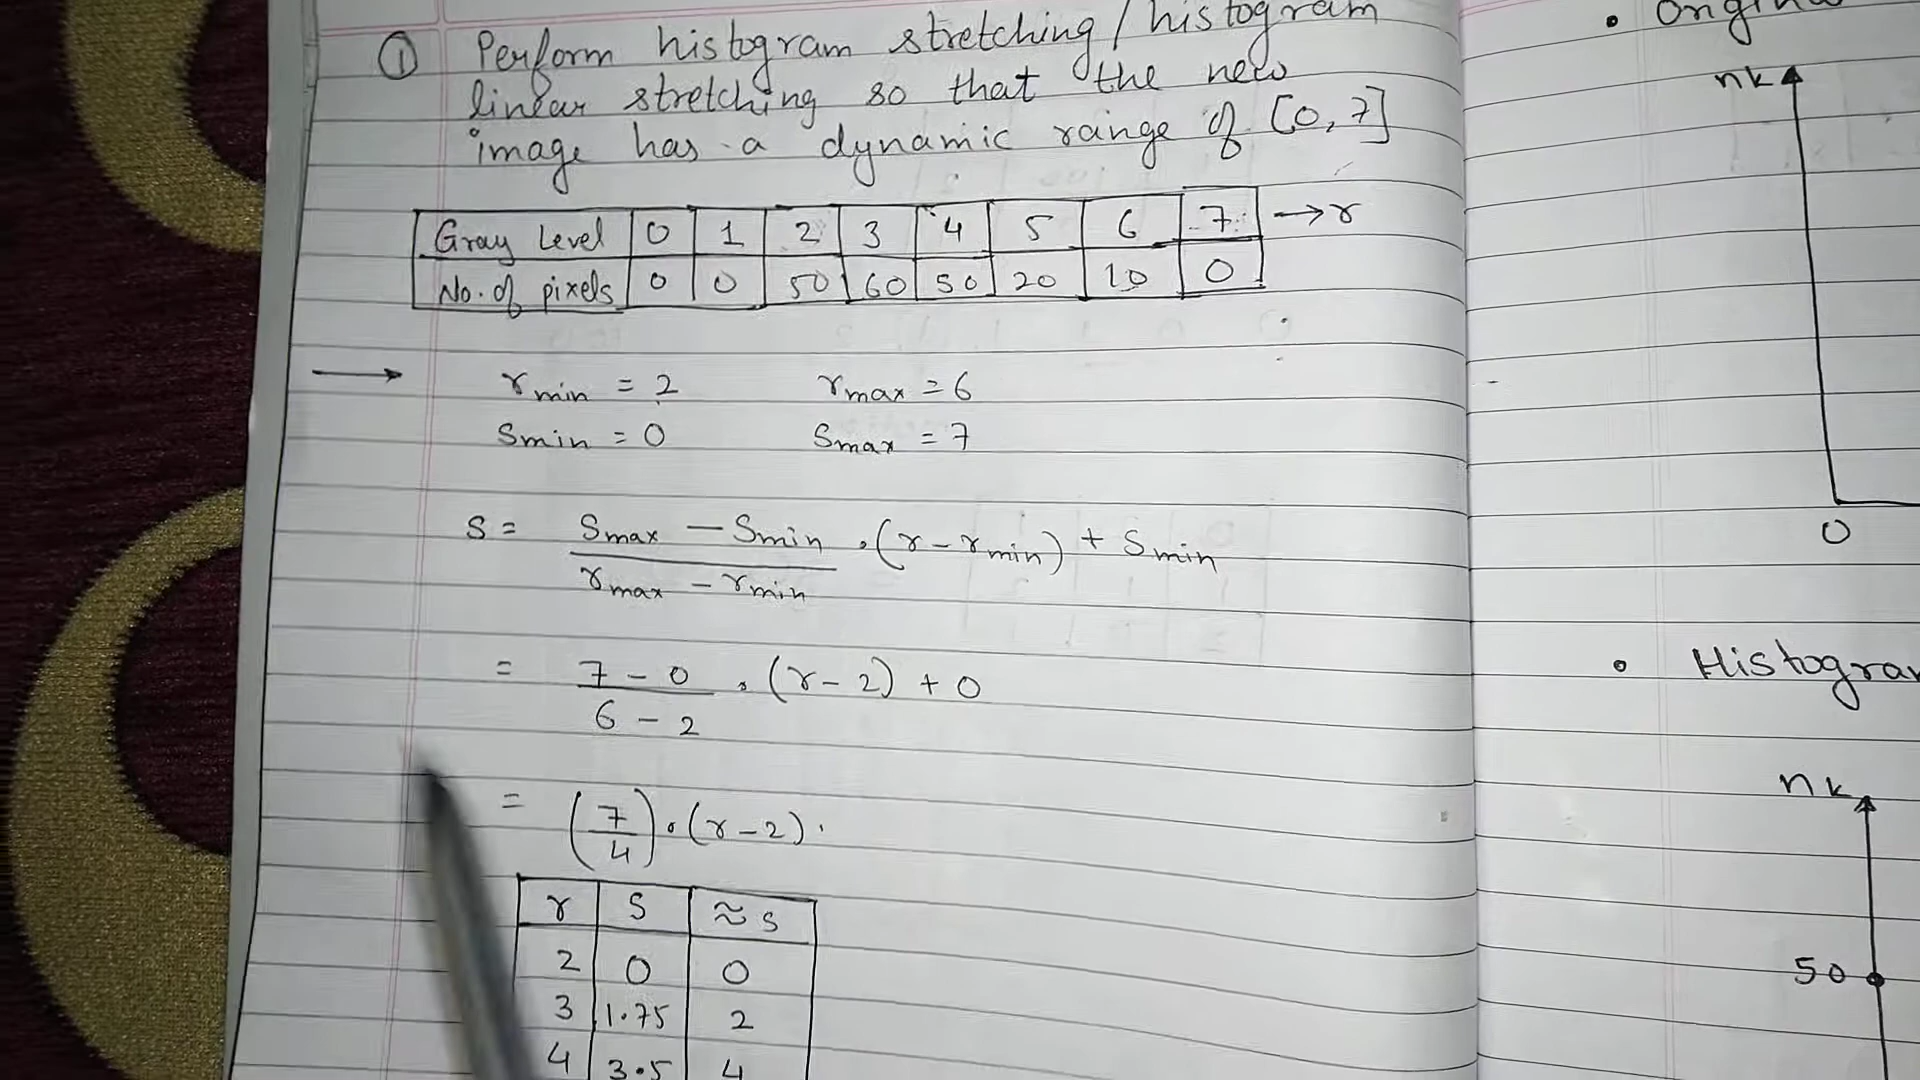 ① Perform histogram stretching / histogram
linear stretching so that the new
image has a dynamic range of [0, 7]
Gray Level 0 1 2 3 4 5 6 7 → r
No. of pixels 0 0 50 60 50 20 10 0
→ rmin = 2 rmax = 6
Smin = 0 Smax = 7
S = Smax - Smin / rmax - rmin . (r - rmin) + Smin
= 7 - 0 / 6 - 2 . (r - 2) + 0
= (7/4) . (r - 2).
r S ≈ s
2 0 0
3 1.75 2
4 3.5 4
nk
0
•
nk
50